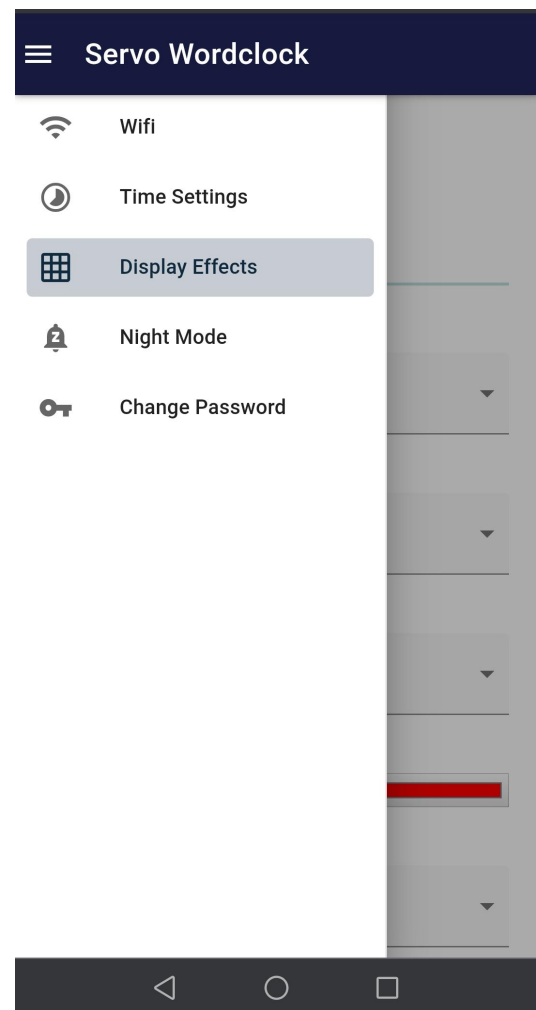 Servo Wordclock
Wifi
Time Settings
Display Effects
Night Mode
Change Password